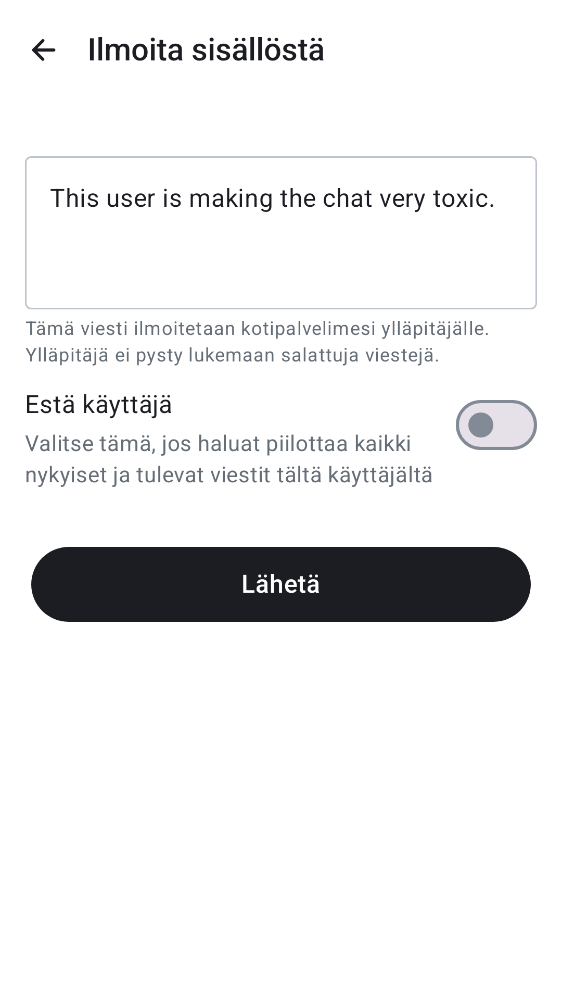 Ilmoita sisällöstä
This user is making the chat very toxic.
Tämä viesti ilmoitetaan kotipalvelimesi ylläpitäjälle.
Ylläpitäjä ei pysty lukemaan salattuja viestejä.
Estä käyttäjä
Valitse tämä, jos haluat piilottaa kaikki
nykyiset ja tulevat viestit tältä käyttäjältä
Lähetä